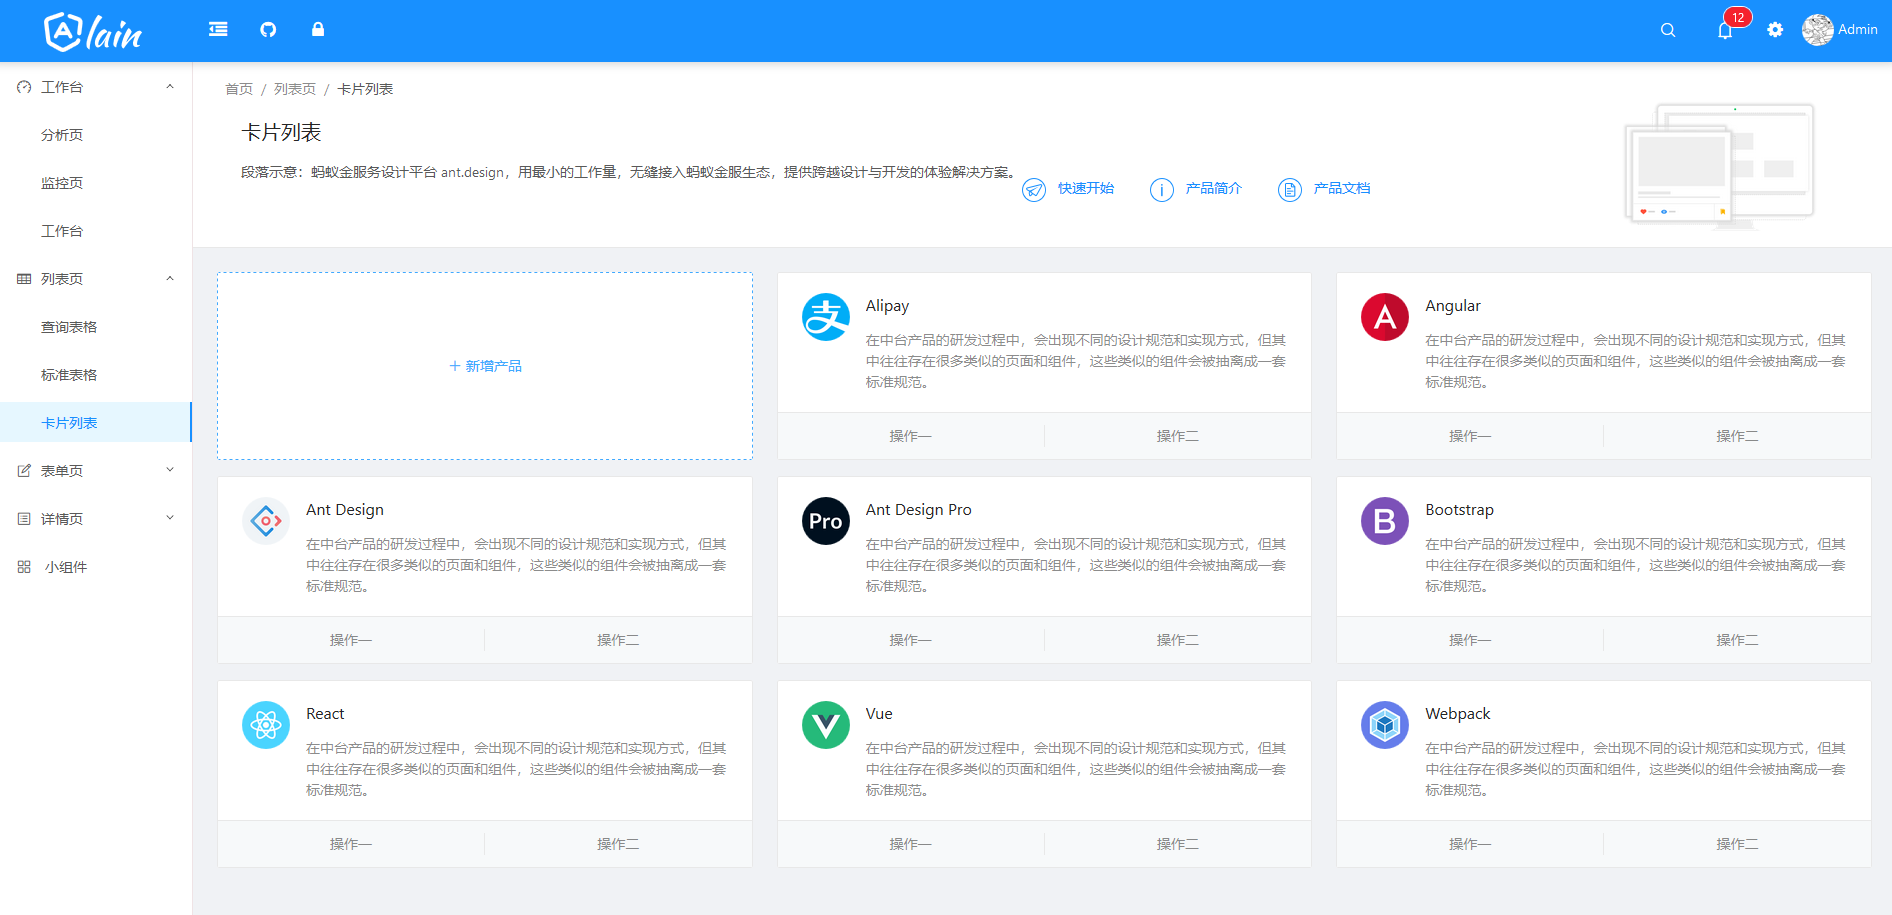 Alain
12
Admin
工作台
分析页
监控页
工作台
列表页
查询表格
标准表格
卡片列表
表单页
详情页
小组件
首页 / 列表页 / 卡片列表
卡片列表
段落示意：蚂蚁金服务设计平台 ant.design，用最小的工作量，无缝接入蚂蚁金服生态，提供跨越设计与开发的体验解决方案。
快速开始
产品简介
产品文档
+ 新增产品
Alipay
在中台产品的研发过程中，会出现不同的设计规范和实现方式，但其
中往往存在很多类似的页面和组件，这些类似的组件会被抽离成一套
标准规范。
操作一
操作二
Angular
在中台产品的研发过程中，会出现不同的设计规范和实现方式，但其
中往往存在很多类似的页面和组件，这些类似的组件会被抽离成一套
标准规范。
操作一
操作二
Ant Design
在中台产品的研发过程中，会出现不同的设计规范和实现方式，但其
中往往存在很多类似的页面和组件，这些类似的组件会被抽离成一套
标准规范。
操作一
操作二
Pro
Ant Design Pro
在中台产品的研发过程中，会出现不同的设计规范和实现方式，但其
中往往存在很多类似的页面和组件，这些类似的组件会被抽离成一套
标准规范。
操作一
操作二
B
Bootstrap
在中台产品的研发过程中，会出现不同的设计规范和实现方式，但其
中往往存在很多类似的页面和组件，这些类似的组件会被抽离成一套
标准规范。
操作一
操作二
React
在中台产品的研发过程中，会出现不同的设计规范和实现方式，但其
中往往存在很多类似的页面和组件，这些类似的组件会被抽离成一套
标准规范。
操作一
操作二
Vue
在中台产品的研发过程中，会出现不同的设计规范和实现方式，但其
中往往存在很多类似的页面和组件，这些类似的组件会被抽离成一套
标准规范。
操作一
操作二
Webpack
在中台产品的研发过程中，会出现不同的设计规范和实现方式，但其
中往往存在很多类似的页面和组件，这些类似的组件会被抽离成一套
标准规范。
操作一
操作二